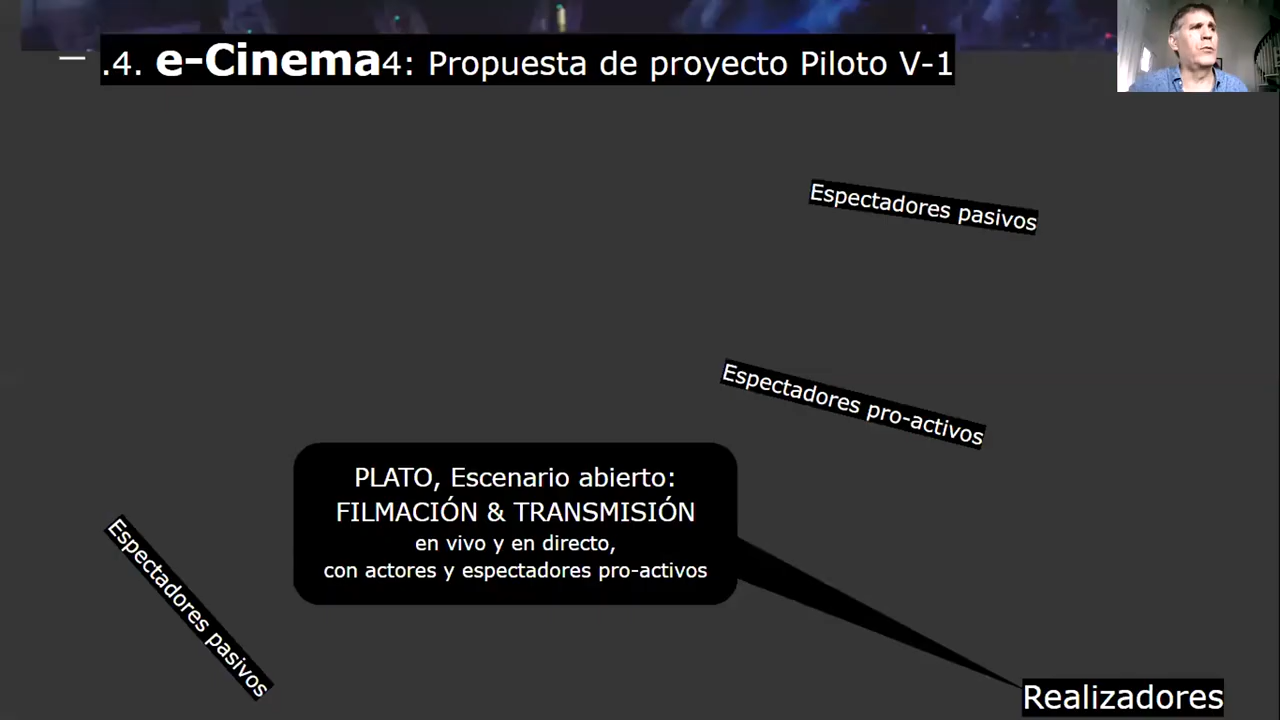 .4. e-Cinema4: Propuesta de proyecto Piloto V-1
Espectadores pasivos
Espectadores pro-activos
PLATO, Escenario abierto:
FILMACIÓN & TRANSMISIÓN
en vivo y en directo,
con actores y espectadores pro-activos
Espectadores pasivos
Realizadores